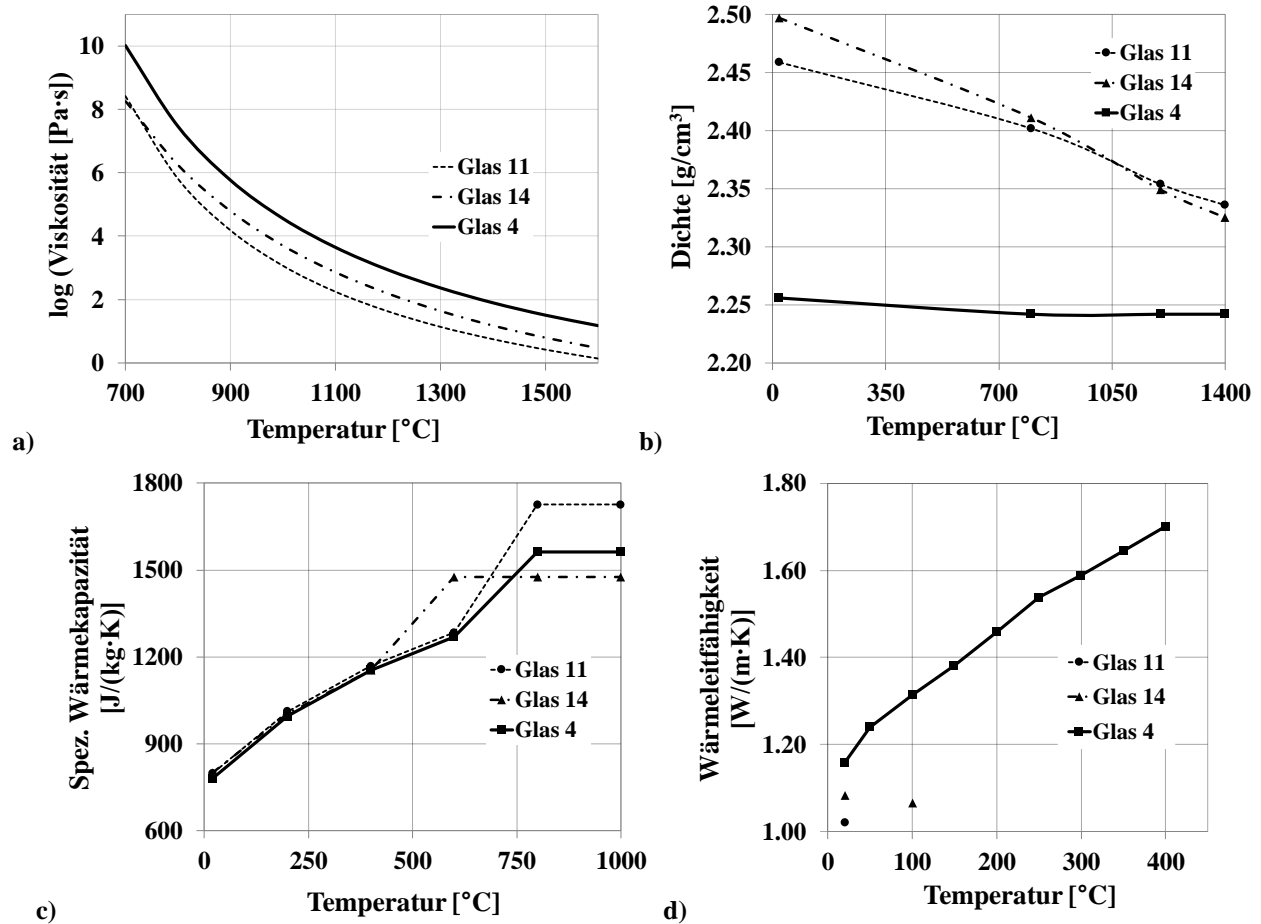 10
8
6
4
2
0
log (Viskosität [Pa·s])
Glas 11
Glas 14
Glas 4
700
900
1100
1300
1500
Temperatur [°C]
a)
2.50
2.45
2.40
2.35
2.30
2.25
2.20
Dichte [g/cm³]
Glas 11
Glas 14
Glas 4
0
350
700
1050
1400
Temperatur [°C]
b)
1800
1500
1200
900
600
Spez. Wärmekapazität
[J/(kg·K)]
Glas 11
Glas 14
Glas 4
0
250
500
750
1000
Temperatur [°C]
c)
1.80
1.60
1.40
1.20
1.00
Wärmeleitfähigkeit
[W/(m·K)]
Glas 11
Glas 14
Glas 4
0
100
200
300
400
Temperatur [°C]
d)